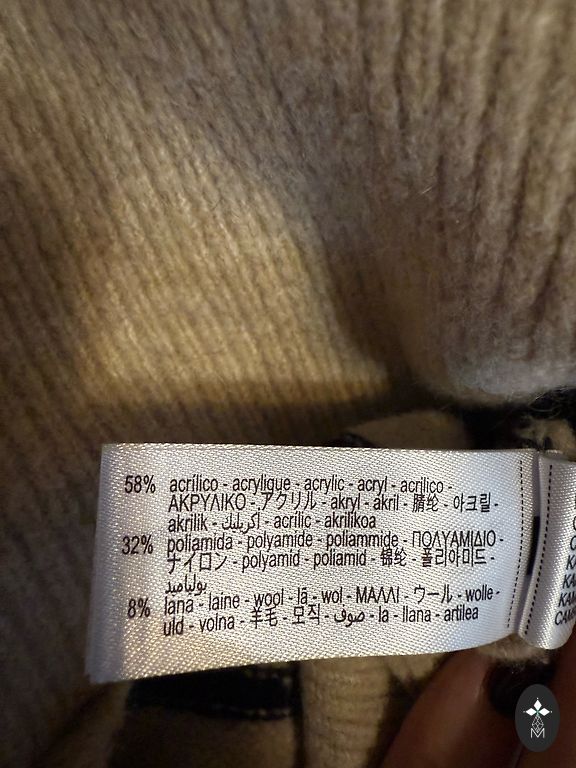 58% acrílico - acrylique - acrylic - acryl - acrilico -
ΑΚΡΥΛΙΚΟ - アクリル - akryl - akril - 腈纶 - 아크릴 -
akrilik - اكريليك - acrílic - akrilikoa
32% poliamida - polyamide - poliammide - ΠΟΛΥΑΜΙΔΙΟ -
ナイロン - polyamid - poliamid - 锦纶 - 폴리아미드 -
بولياميد
8% lana - laine - wool - lã - wol - ΜΑΛΛΙ - ウール - wolle -
uld - volna - 羊毛 - 모직 - صوف - la - llana - artilea
M